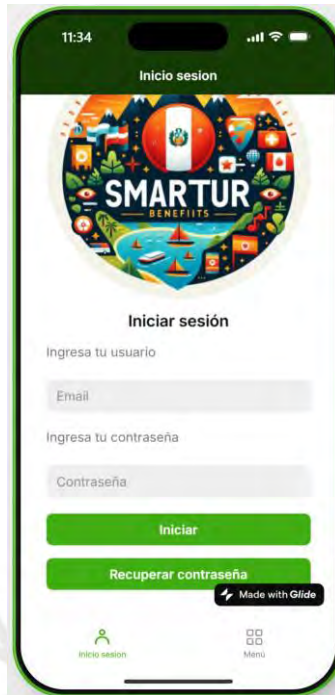 11:34
Inicio sesion
SMARTUR
BENEFIITS
Iniciar sesión
Ingresa tu usuario
Email
Ingresa tu contraseña
Contraseña
Iniciar
Recuperar contraseña
Made with Glide
Inicio sesion
Menú